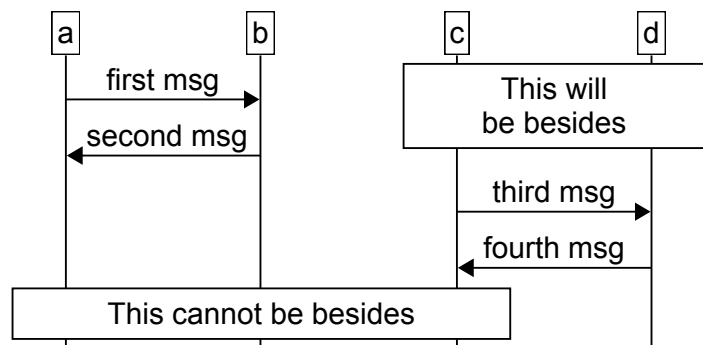 a
b
c
d
first msg
This will
be besides
second msg
third msg
fourth msg
This cannot be besides